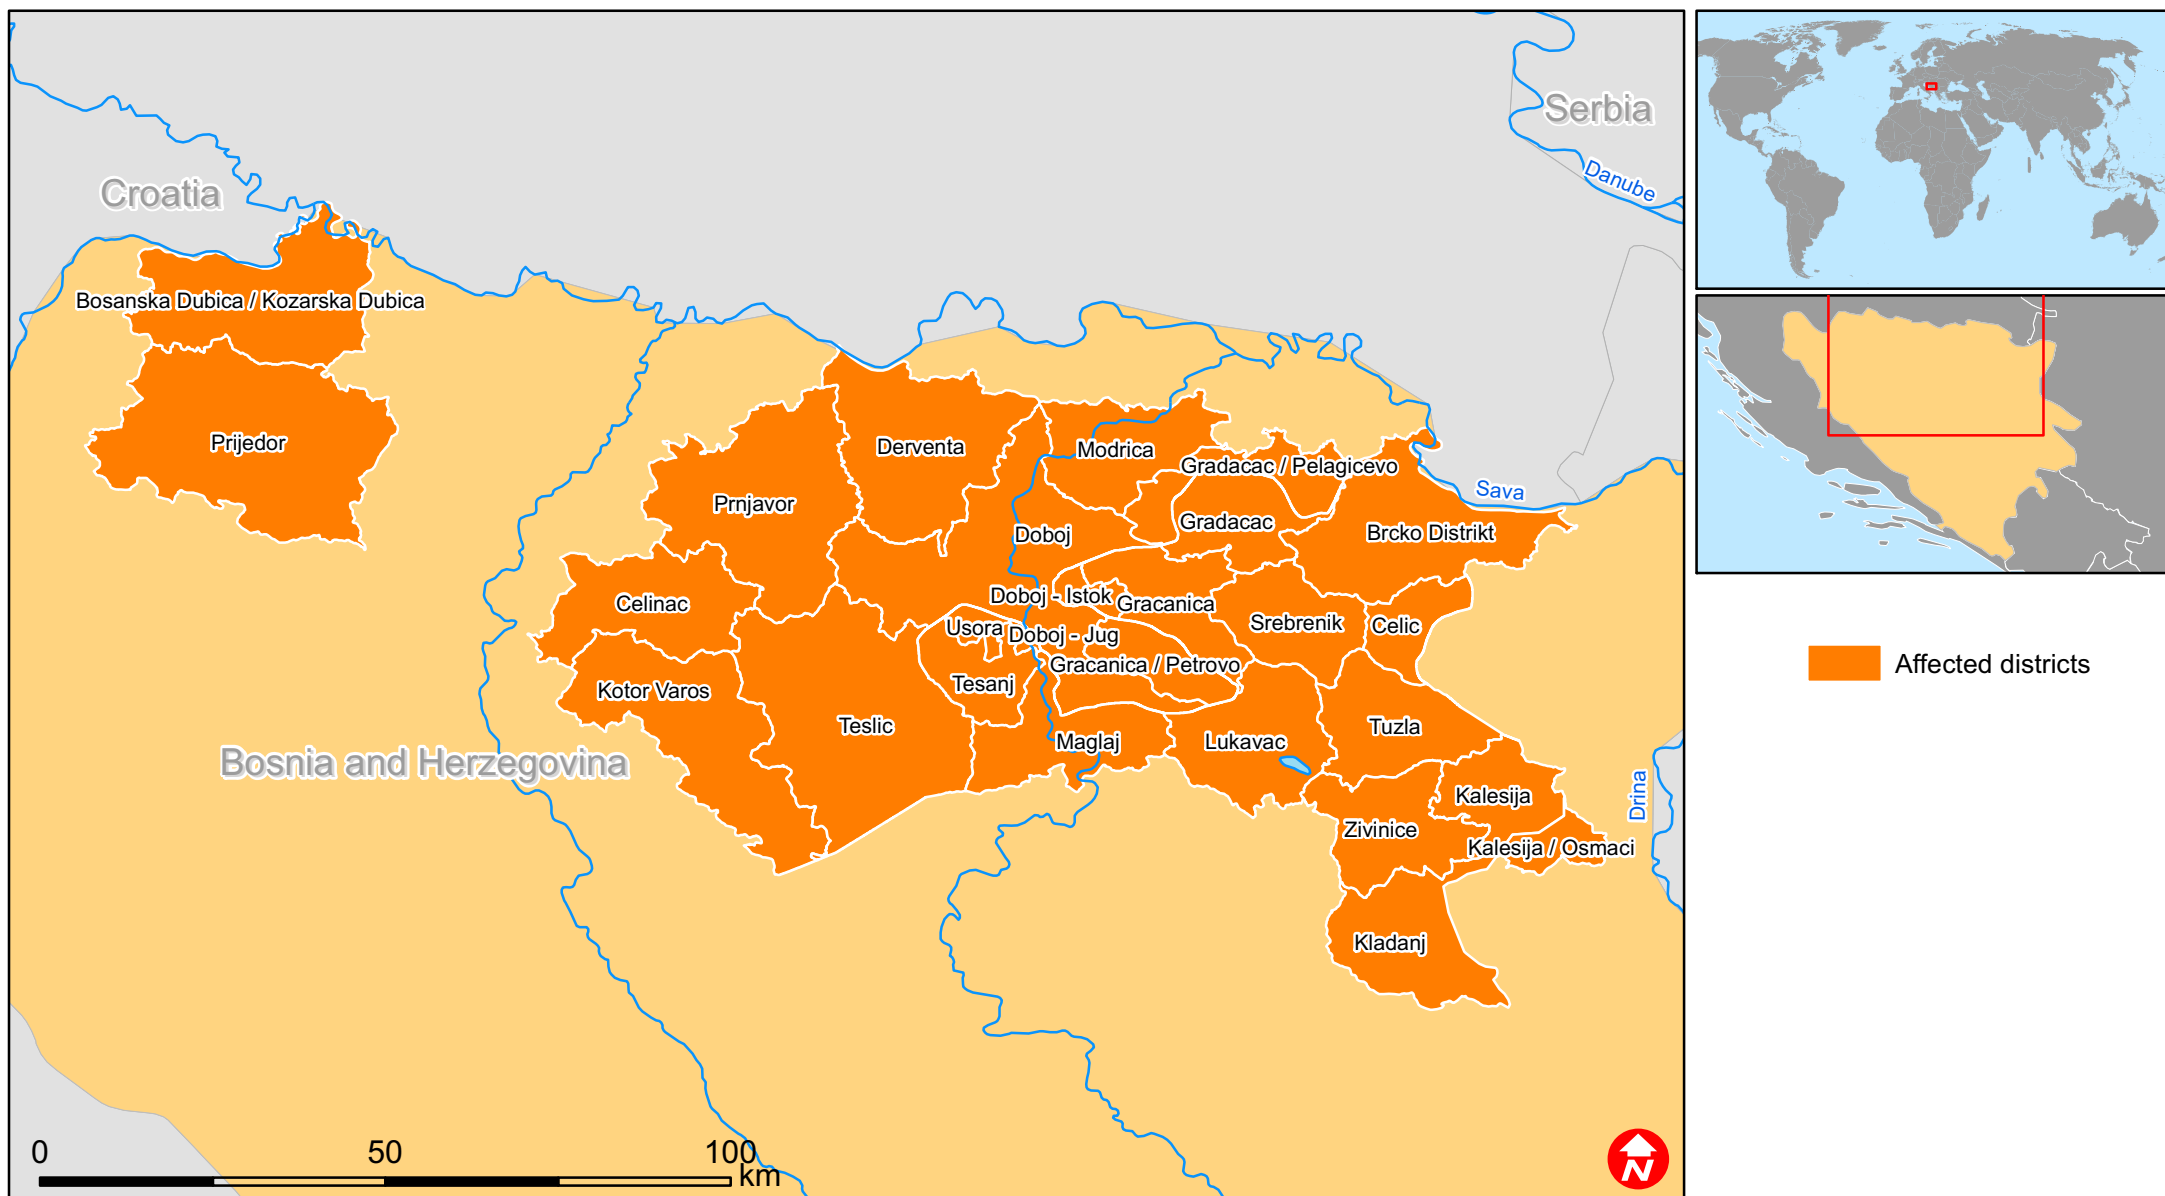 Serbia
Danube
Croatia
Bosanska Dubica / Kozarska Dubica
Prijedor
Derventa
Modrica
Gradacac / Pelagicevo
Sava
Prnjavor
Gradacac
Doboj
Brcko Distrikt
Doboj - Istok
Gracanica
Celinac
Srebrenik
Celic
Usora
Doboj - Jug
Gracanica / Petrovo
Tesanj
Kotor Varos
Teslic
Tuzla
Maglaj
Lukavac
Bosnia and Herzegovina
Kalesija
Drina
Zivinice
Kalesija / Osmaci
Kladanj
0 50 100
km
N
Affected districts